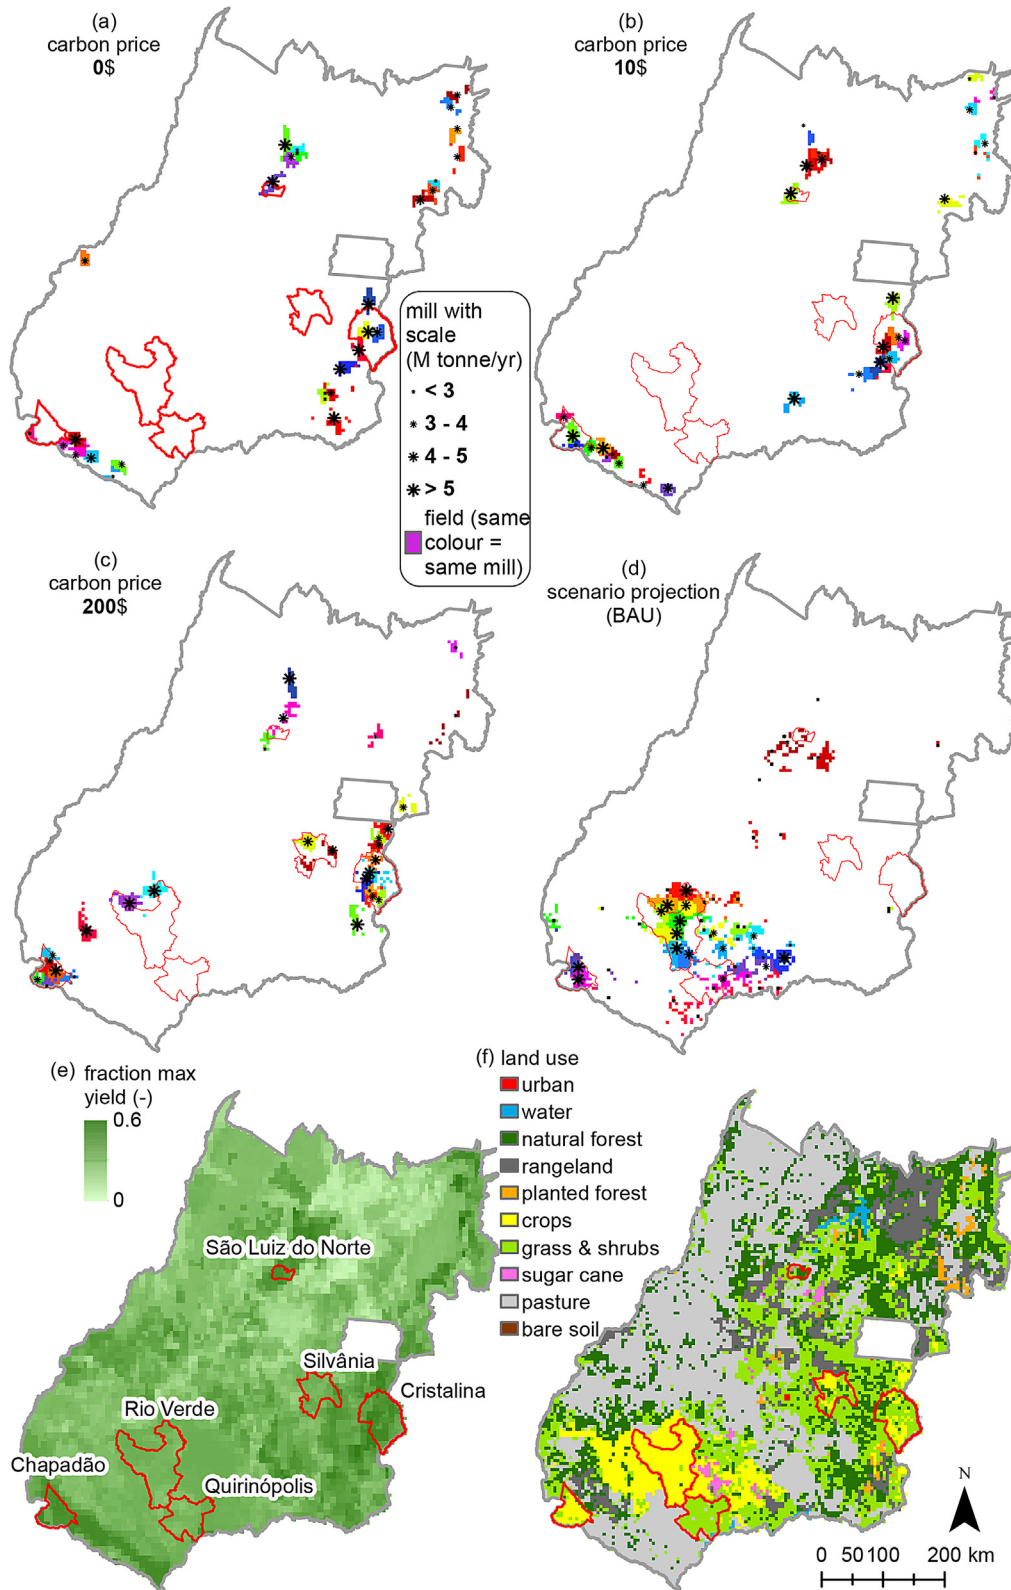 (a)
carbon price
0$
(b)
carbon price
10$
mill with
scale
(M tonne/yr)
< 3
3 - 4
4 - 5
> 5
field (same
colour =
same mill)
(c)
carbon price
200$
(d)
scenario projection
(BAU)
(e) fraction max
yield (-)
0.6
0
São Luiz do Norte
Silvânia
Cristalina
Rio Verde
Chapadão
Quirinópolis
(f) land use
urban
water
natural forest
rangeland
planted forest
crops
grass & shrubs
sugar cane
pasture
bare soil
N
0 50 100 200 km